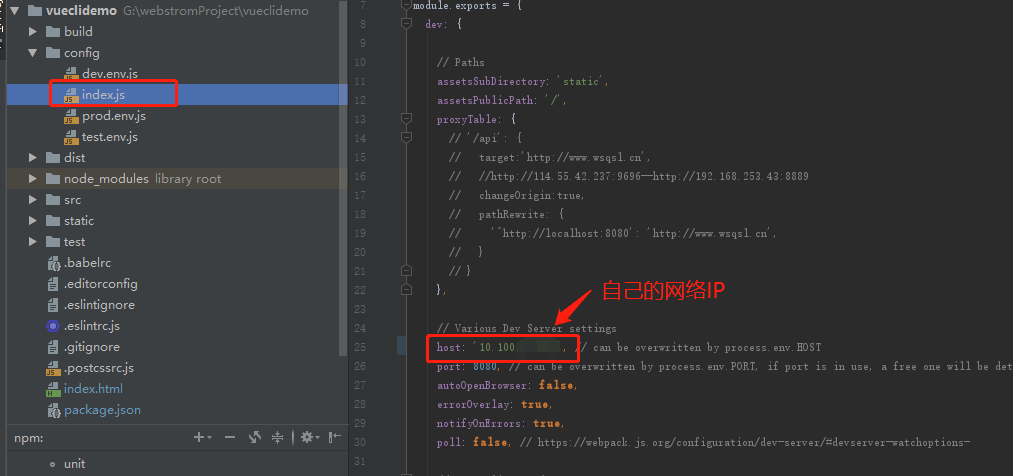 vueclidemo G:\webstromProject\vueclidemo
build
config
dev.env.js
index.js
prod.env.js
test.env.js
dist
node_modules library root
src
static
test
.babelrc
.editorconfig
.eslintignore
.eslintrc.js
.gitignore
.postcssrc.js
index.html
package.json
npm:
unit
7 module.exports = {
8 dev: {
9
10 // Paths
11 assetsSubDirectory: 'static',
12 assetsPublicPath: '/',
13 proxyTable: {
14 // '/api': {
15 // target:'http://www.wsqsl.cn',
16 // //http://114.55.42.237:9696--http://192.168.253.43:8889
17 // changeOrigin:true,
18 // pathRewrite: {
19 // '^http://localhost:8080': 'http://www.wsqsl.cn',
20 // }
21 // }
22 },
23
自己的网络IP
24 // Various Dev Server settings
25 host: '10.100 , // can be overwritten by process.env.HOST
26 port: 8080, // can be overwritten by process.env.PORT, if port is in use, a free one will be det
27 autoOpenBrowser: false,
28 errorOverlay: true,
29 notifyOnErrors: true,
30 poll: false, // https://webpack.js.org/configuration/dev-server/#devserver-watchoptions-
31